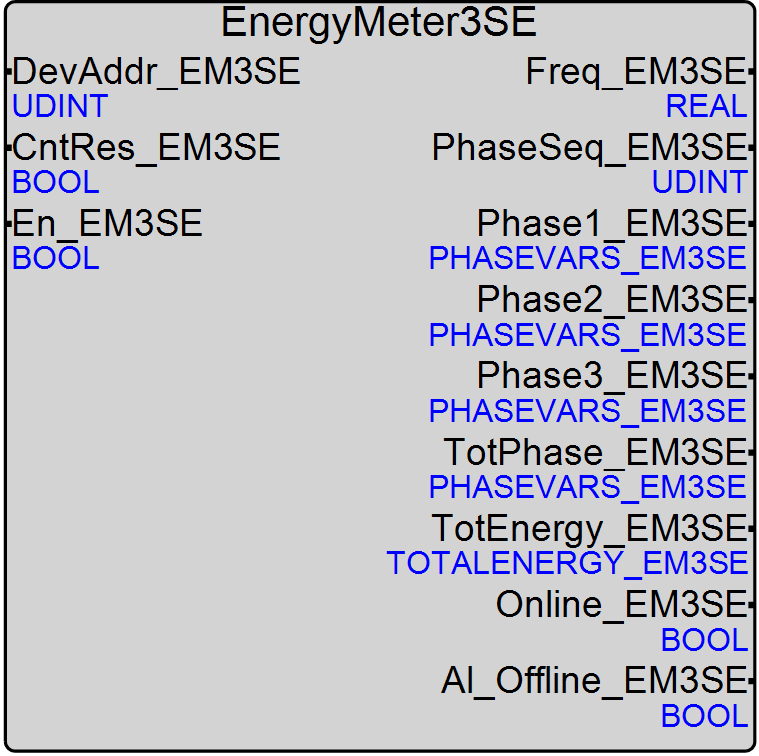 EnergyMeter3SE
DevAddr_EM3SE
UDINT
CntRes_EM3SE
BOOL
En_EM3SE
BOOL
Freq_EM3SE
REAL
PhaseSeq_EM3SE
UDINT
Phase1_EM3SE
PHASEVARS_EM3SE
Phase2_EM3SE
PHASEVARS_EM3SE
Phase3_EM3SE
PHASEVARS_EM3SE
TotPhase_EM3SE
PHASEVARS_EM3SE
TotEnergy_EM3SE
TOTALENERGY_EM3SE
Online_EM3SE
BOOL
Al_Offline_EM3SE
BOOL